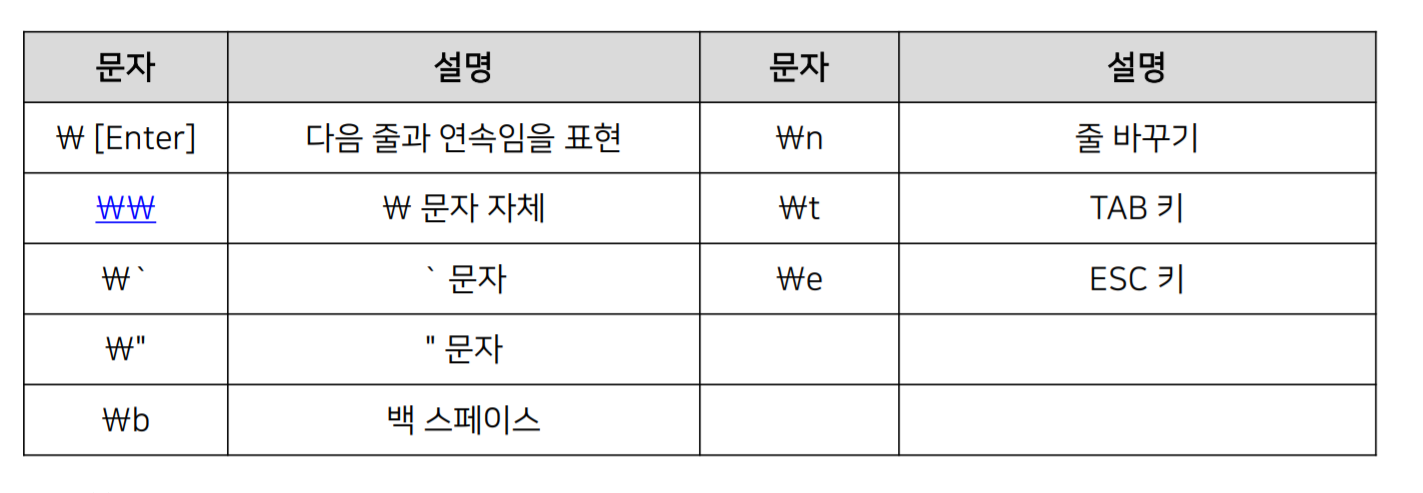 문자 설명 문자 설명
₩ [Enter] 다음 줄과 연속임을 표현 ₩n 줄 바꾸기
₩₩ ₩ 문자 자체 ₩t TAB 키
₩` ` 문자 ₩e ESC 키
₩" " 문자
₩b 백 스페이스